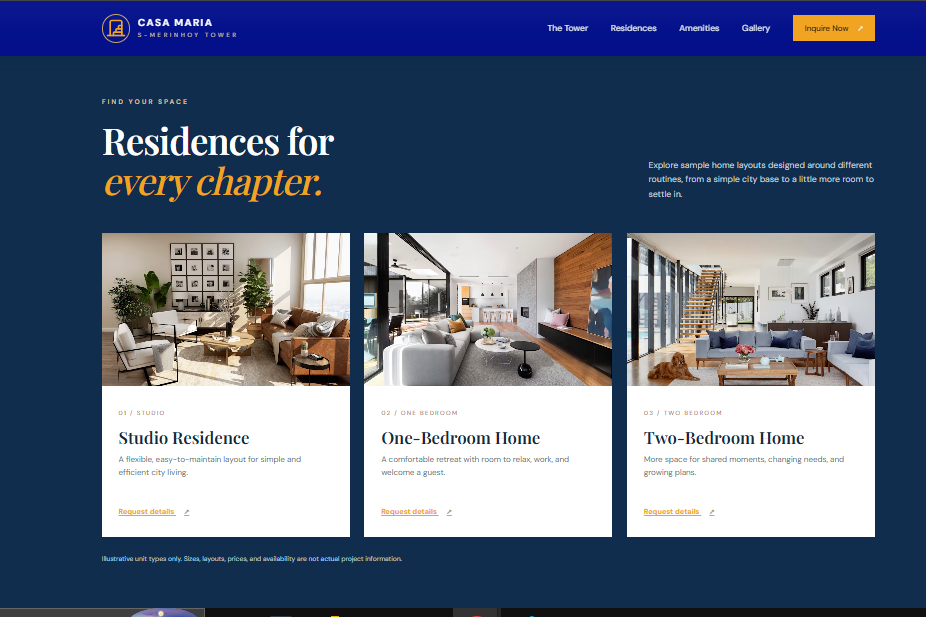 CASA MARIA
S-MERINHOY TOWER
The Tower
Residences
Amenities
Gallery
Inquire Now ↗
FIND YOUR SPACE
Residences for
every chapter.
Explore sample home layouts designed around different
routines, from a simple city base to a little more room to
settle in.
01 / STUDIO
Studio Residence
A flexible, easy-to-maintain layout for simple and
efficient city living.
Request details ↗
02 / ONE BEDROOM
One-Bedroom Home
A comfortable retreat with room to relax, work, and
welcome a guest.
Request details ↗
03 / TWO BEDROOM
Two-Bedroom Home
More space for shared moments, changing needs, and
growing plans.
Request details ↗
Illustrative unit types only. Sizes, layouts, prices, and availability are not actual project information.